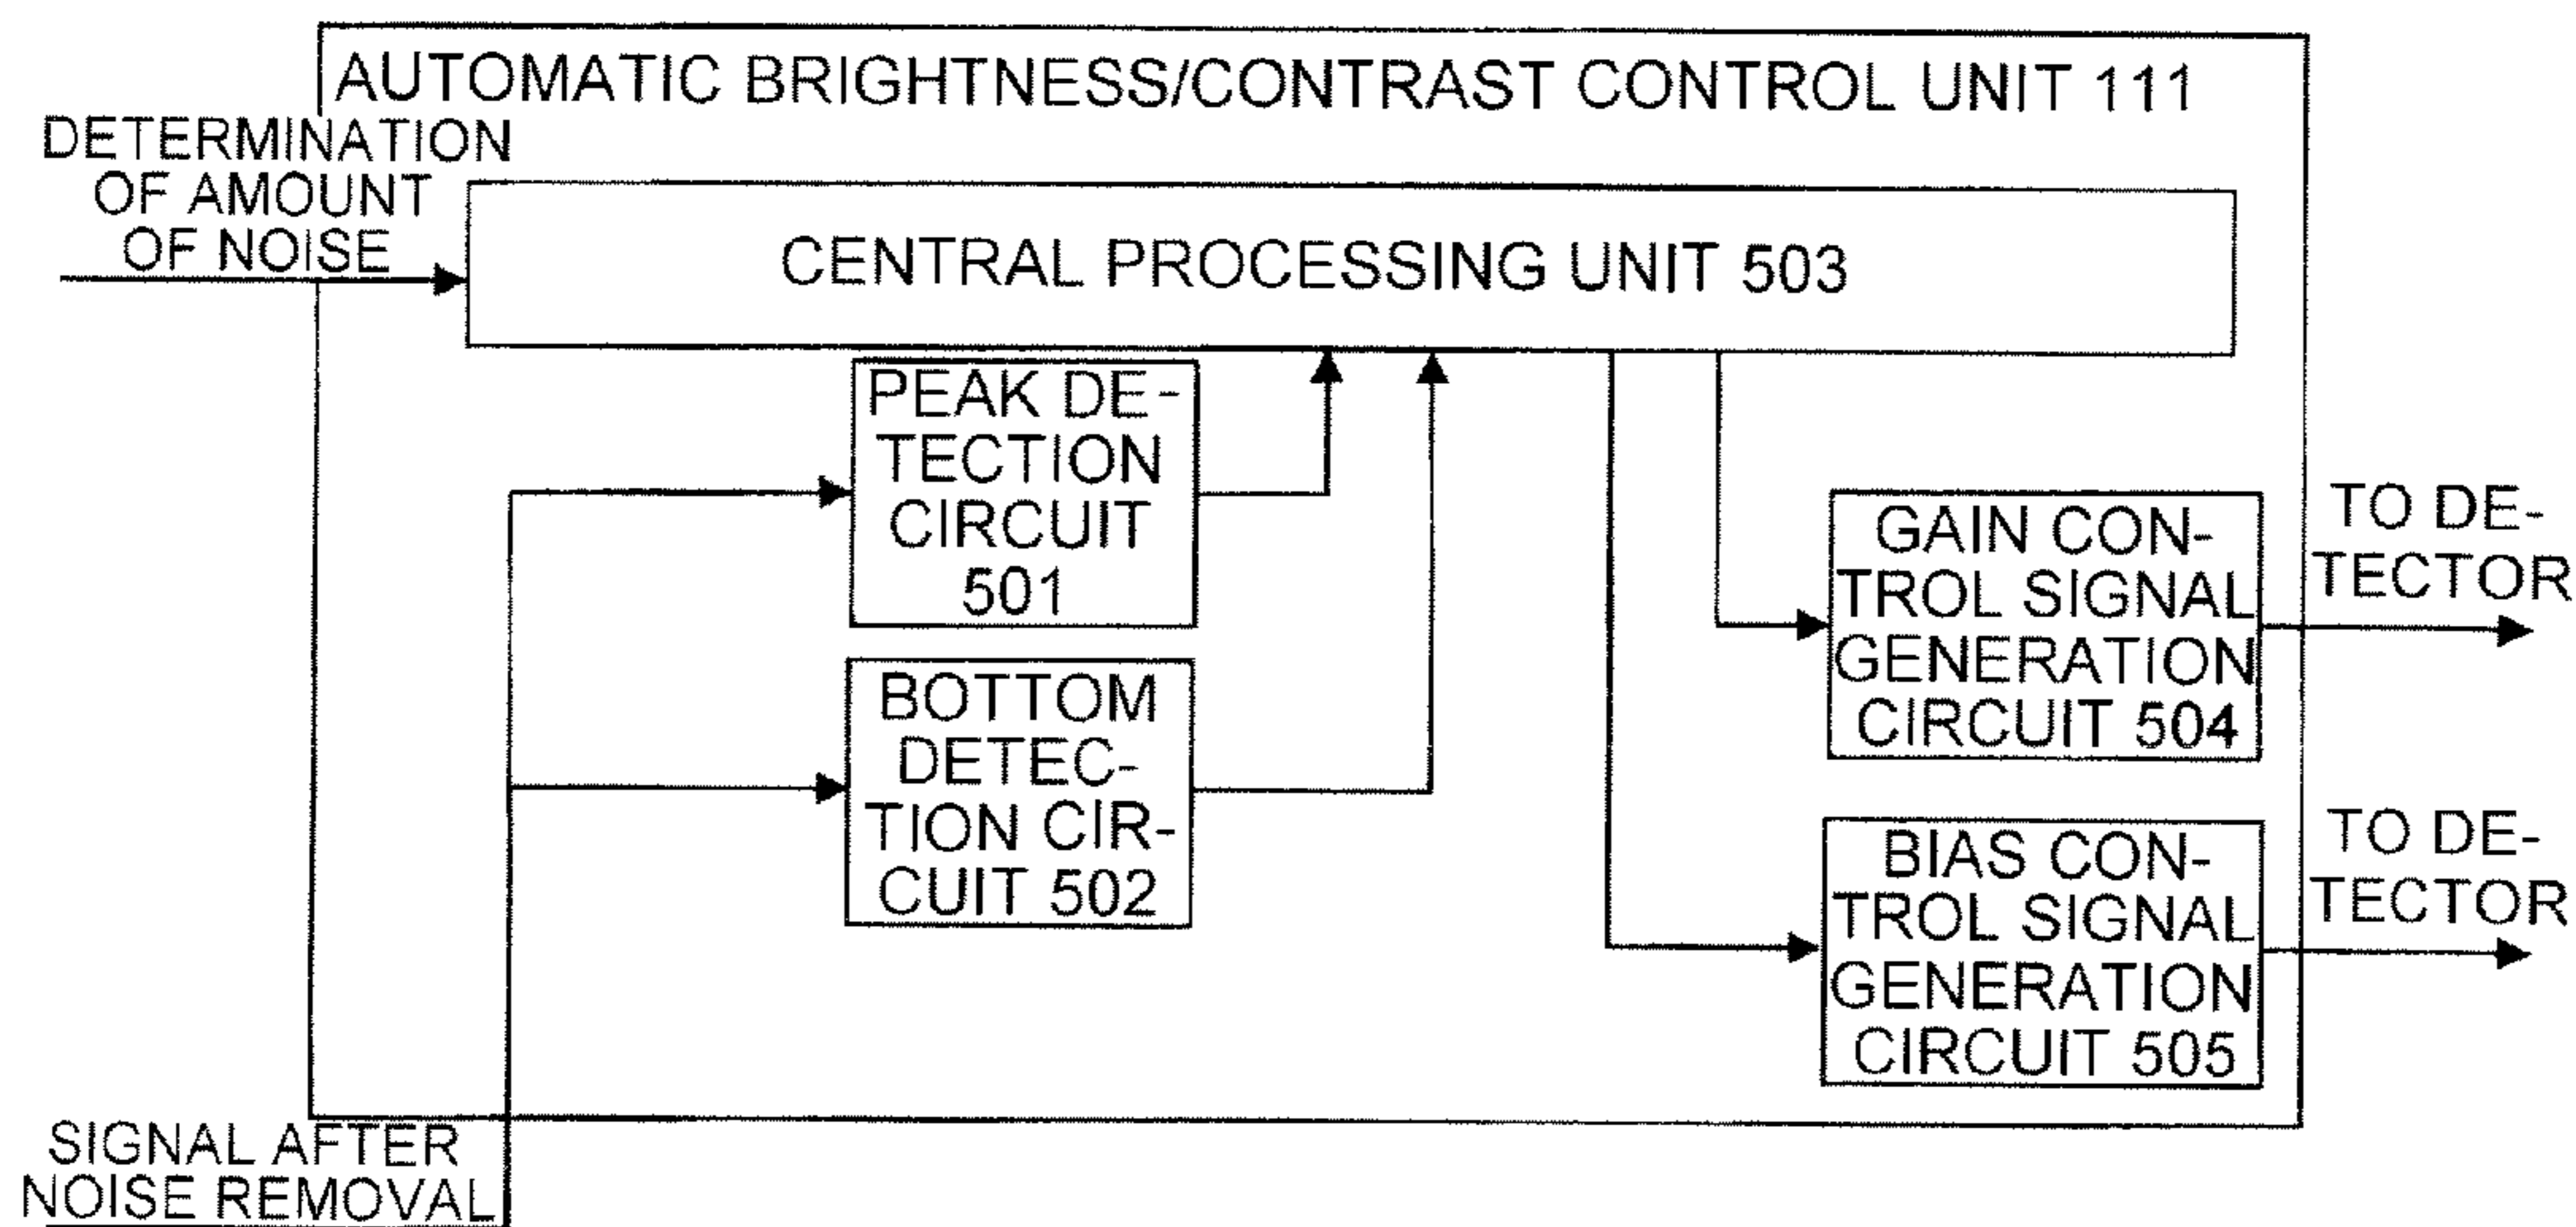 AUTOMATIC BRIGHTNESS/CONTRAST CONTROL UNIT 111
DETERMINATION
OF AMOUNT
OF NOISE
CENTRAL PROCESSING UNIT 503
PEAK DE-
TECTION
CIRCUIT
501
BOTTOM
DETEC-
TION CIR-
CUIT 502
GAIN CON-
TROL SIGNAL
GENERATION
CIRCUIT 504
TO DE-
TECTOR
BIAS CON-
TROL SIGNAL
GENERATION
CIRCUIT 505
TO DE-
TECTOR
SIGNAL AFTER
NOISE REMOVAL